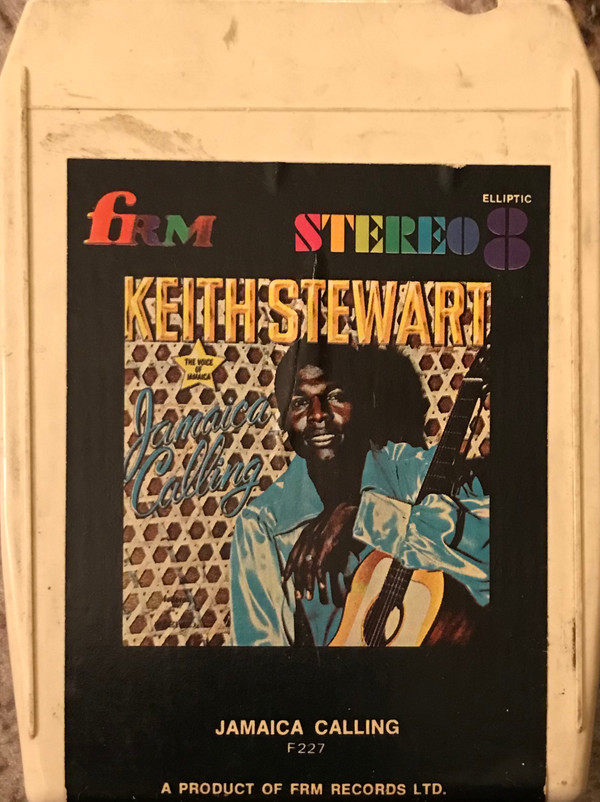 ELLIPTIC
fRM STEREO 8
KEITH STEWART
THE VOICE
OF
JAMAICA
Jamaica
Calling
JAMAICA CALLING
F227
A PRODUCT OF FRM RECORDS LTD.